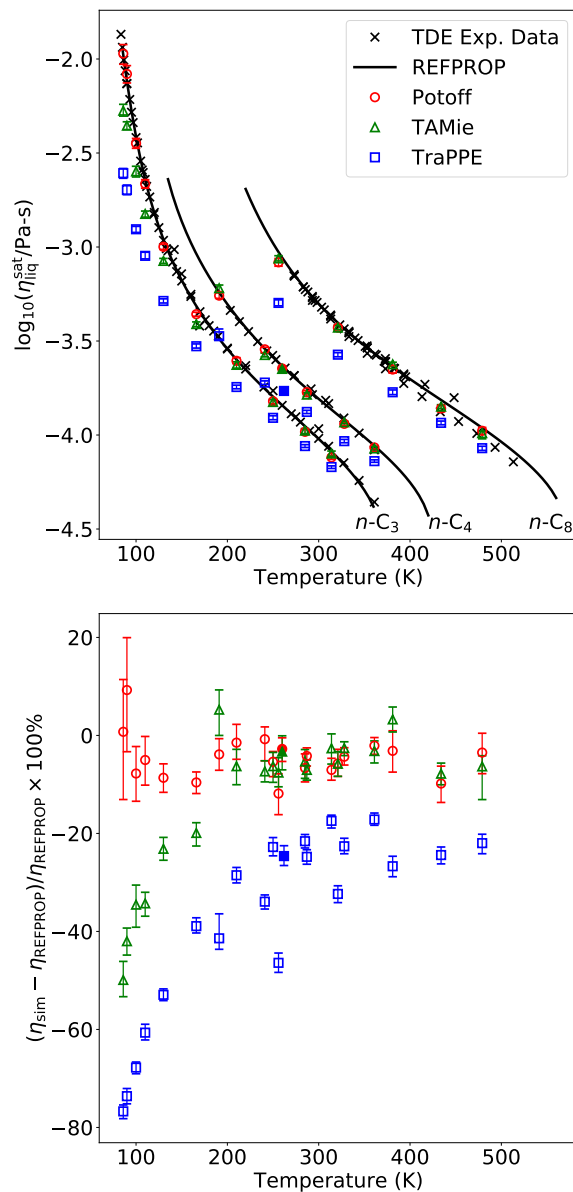 −2.0
−2.5
−3.0
−3.5
−4.0
−4.5
log₁₀(η_liq^sat/Pa-s)
× TDE Exp. Data
REFPROP
Potoff
TAMie
TraPPE
n-C₃
n-C₄
n-C₈
100 200 300 400 500
Temperature (K)
20
0
−20
−40
−60
−80
(η_sim − η_REFPROP)/η_REFPROP × 100%
100 200 300 400 500
Temperature (K)